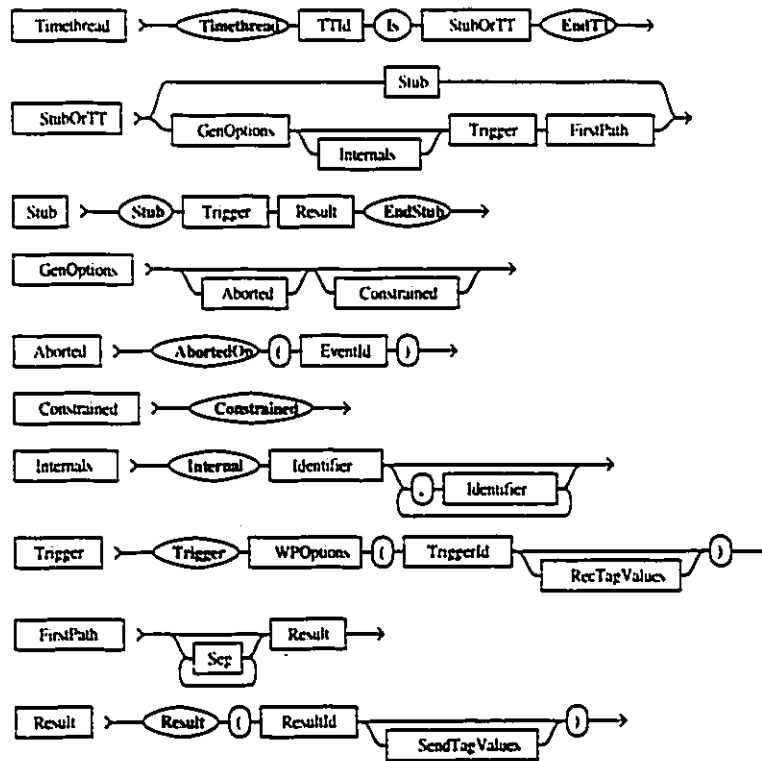 Timethread Timethread TTId Is StubOrTT EndTT
Stub
StubOrTT GenOptions Internals Trigger FirstPath
Stub Stub Trigger Result EndStub
GenOptions Aborted Constrained
Aborted AbortedOn ( EventId )
Constrained Constrained
Internals Internal Identifier , Identifier
Trigger Trigger WPOptions ( TriggerId RecTagValues )
FirstPath Seg Result
Result Result ( ResultId SendTagValues )